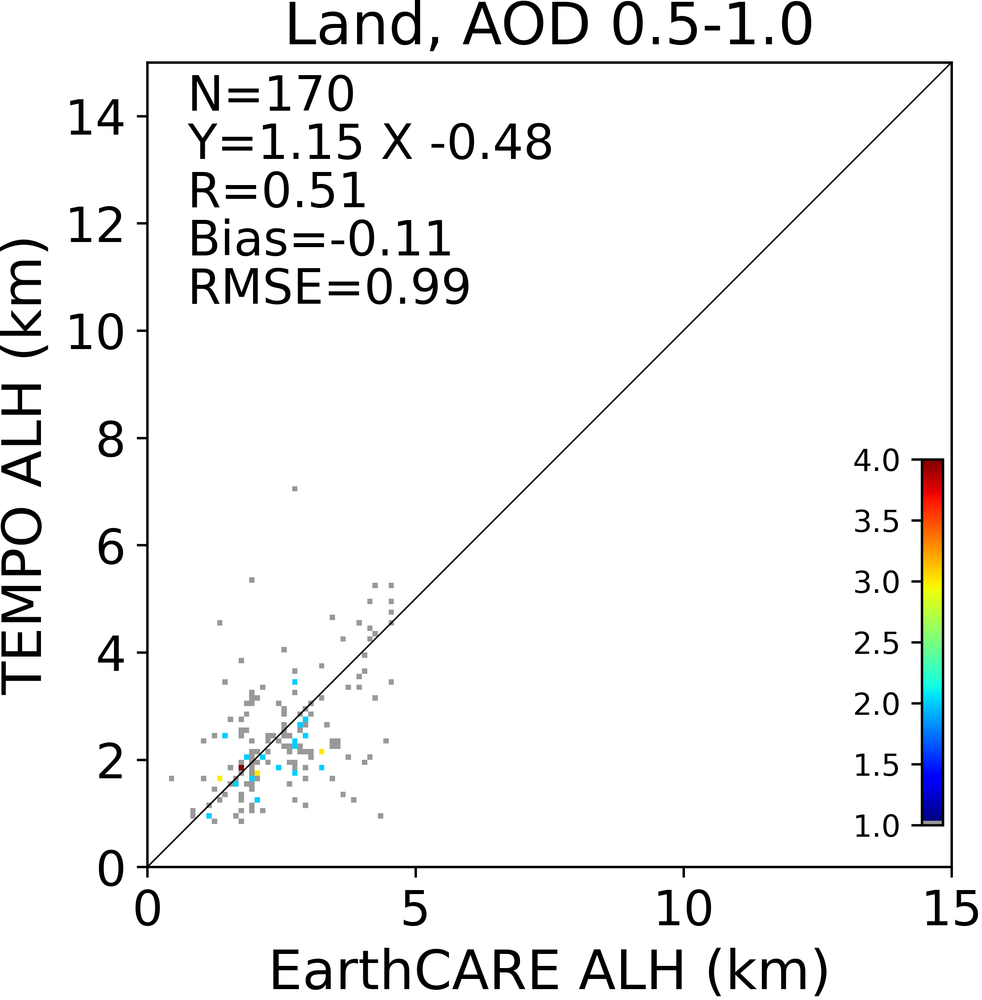 Land, AOD 0.5-1.0
N=170
Y=1.15 X -0.48
R=0.51
Bias=-0.11
RMSE=0.99
TEMPO ALH (km)
14
12
10
8
6
4
2
0
4.0
3.5
3.0
2.5
2.0
1.5
1.0
0 5 10 15
EarthCARE ALH (km)